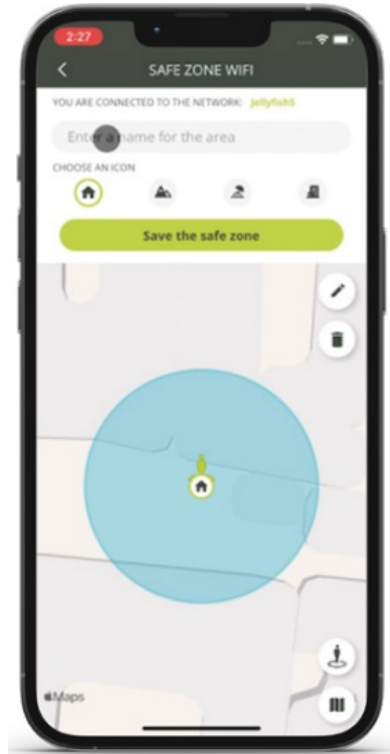 2:27
SAFE ZONE WIFI
YOU ARE CONNECTED TO THE NETWORK: Jellyfish5
Enter a name for the area
CHOOSE AN ICON
Save the safe zone
Maps